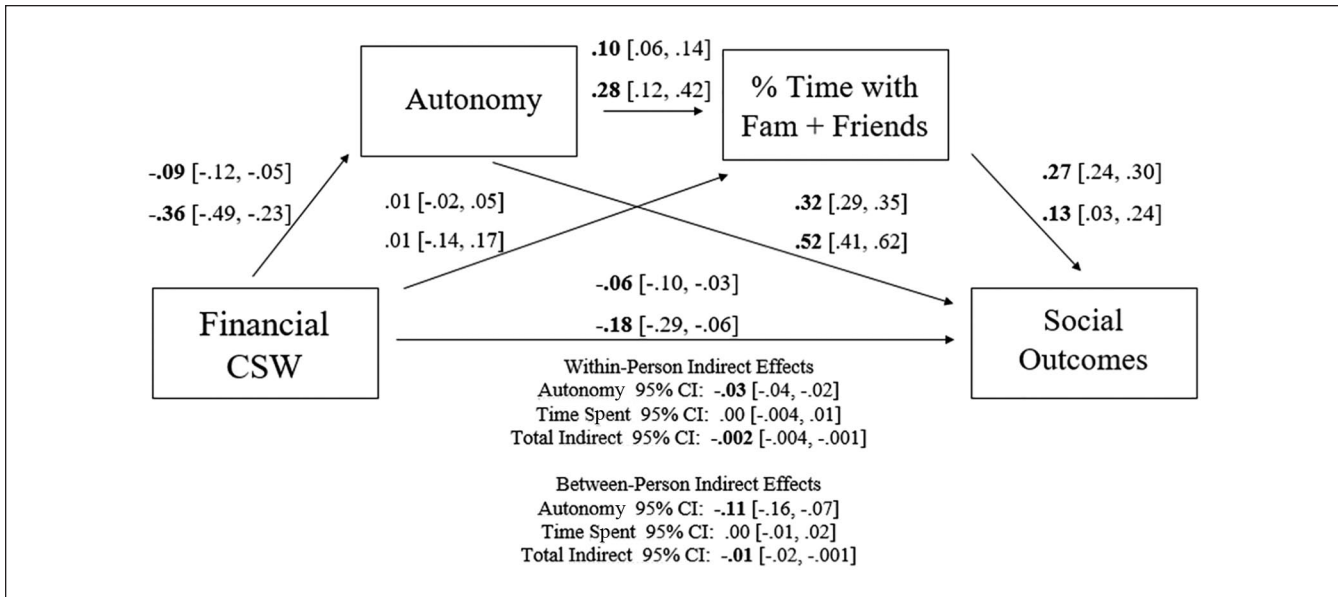 .10 [.06, .14]
.28 [.12, .42]
Autonomy
% Time with
Fam + Friends
-.09 [-.12, -.05]
-.36 [-.49, -.23]
.01 [-.02, .05]
.01 [-.14, .17]
.32 [.29, .35]
.52 [.41, .62]
.27 [.24, .30]
.13 [.03, .24]
Financial
CSW
-.06 [-.10, -.03]
-.18 [-.29, -.06]
Social
Outcomes
Within-Person Indirect Effects
Autonomy 95% CI: -.03 [-.04, -.02]
Time Spent 95% CI: .00 [-.004, .01]
Total Indirect 95% CI: -.002 [-.004, -.001]
Between-Person Indirect Effects
Autonomy 95% CI: -.11 [-.16, -.07]
Time Spent 95% CI: .00 [-.01, .02]
Total Indirect 95% CI: -.01 [-.02, -.001]